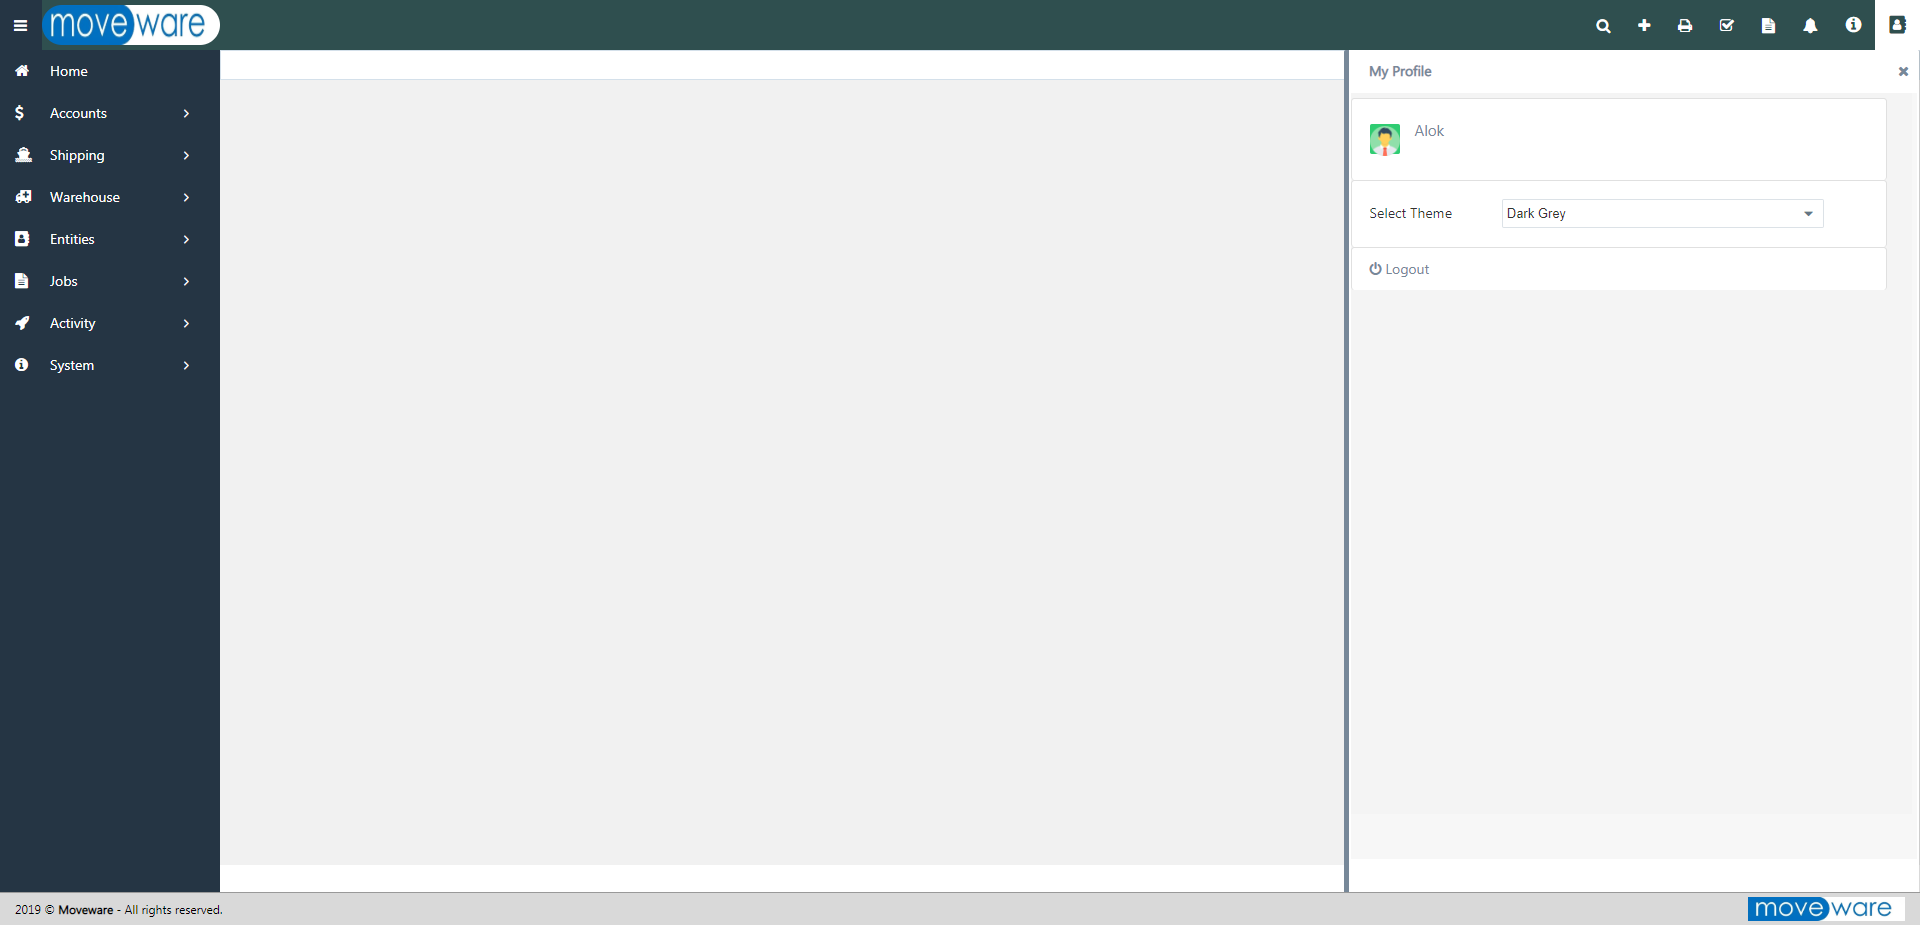 moveware
Home
Accounts
Shipping
Warehouse
Entities
Jobs
Activity
System
My Profile
Alok
Select Theme
Dark Grey
Logout
2019 © Moveware - All rights reserved.
moveware